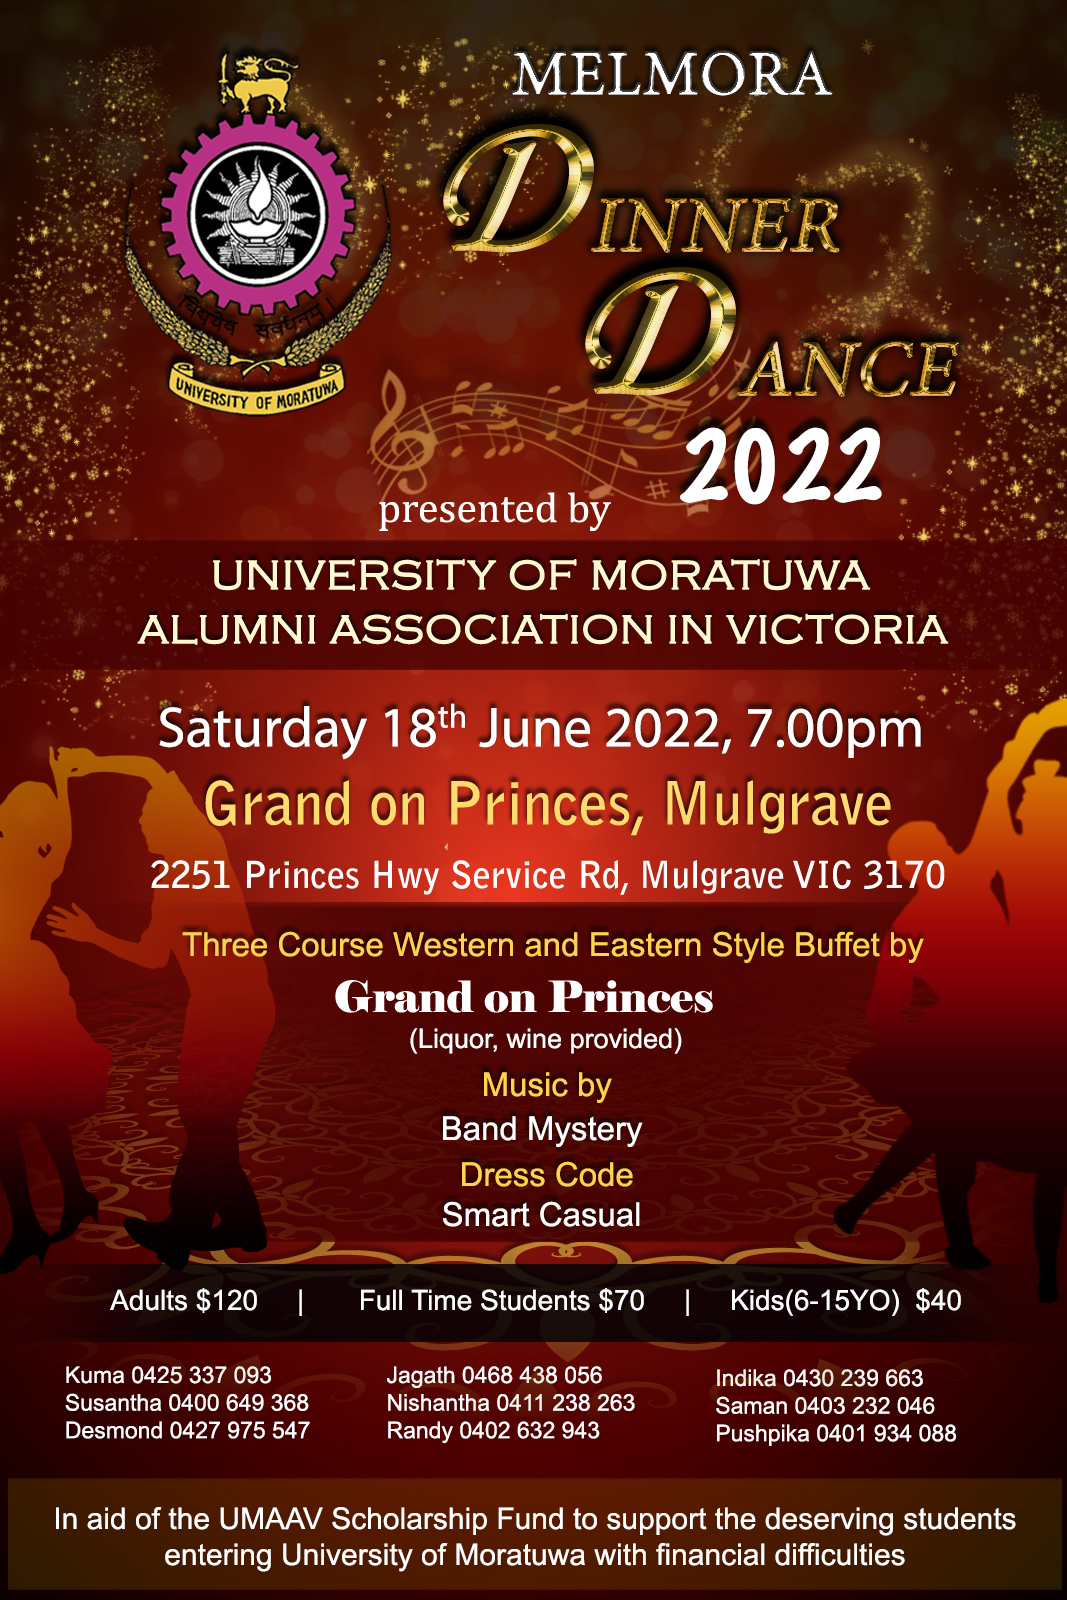 MELMORA
DINNER
DANCE
2022
विद्ययैव सर्वधनम्।
UNIVERSITY OF MORATUWA
presented by
UNIVERSITY OF MORATUWA
ALUMNI ASSOCIATION IN VICTORIA
Saturday 18th June 2022, 7.00pm
Grand on Princes, Mulgrave
2251 Princes Hwy Service Rd, Mulgrave VIC 3170
Three Course Western and Eastern Style Buffet by
Grand on Princes
(Liquor, wine provided)
Music by
Band Mystery
Dress Code
Smart Casual
Adults $120 | Full Time Students $70 | Kids(6-15YO) $40
Kuma 0425 337 093
Susantha 0400 649 368
Desmond 0427 975 547
Jagath 0468 438 056
Nishantha 0411 238 263
Randy 0402 632 943
Indika 0430 239 663
Saman 0403 232 046
Pushpika 0401 934 088
In aid of the UMAAV Scholarship Fund to support the deserving students
entering University of Moratuwa with financial difficulties